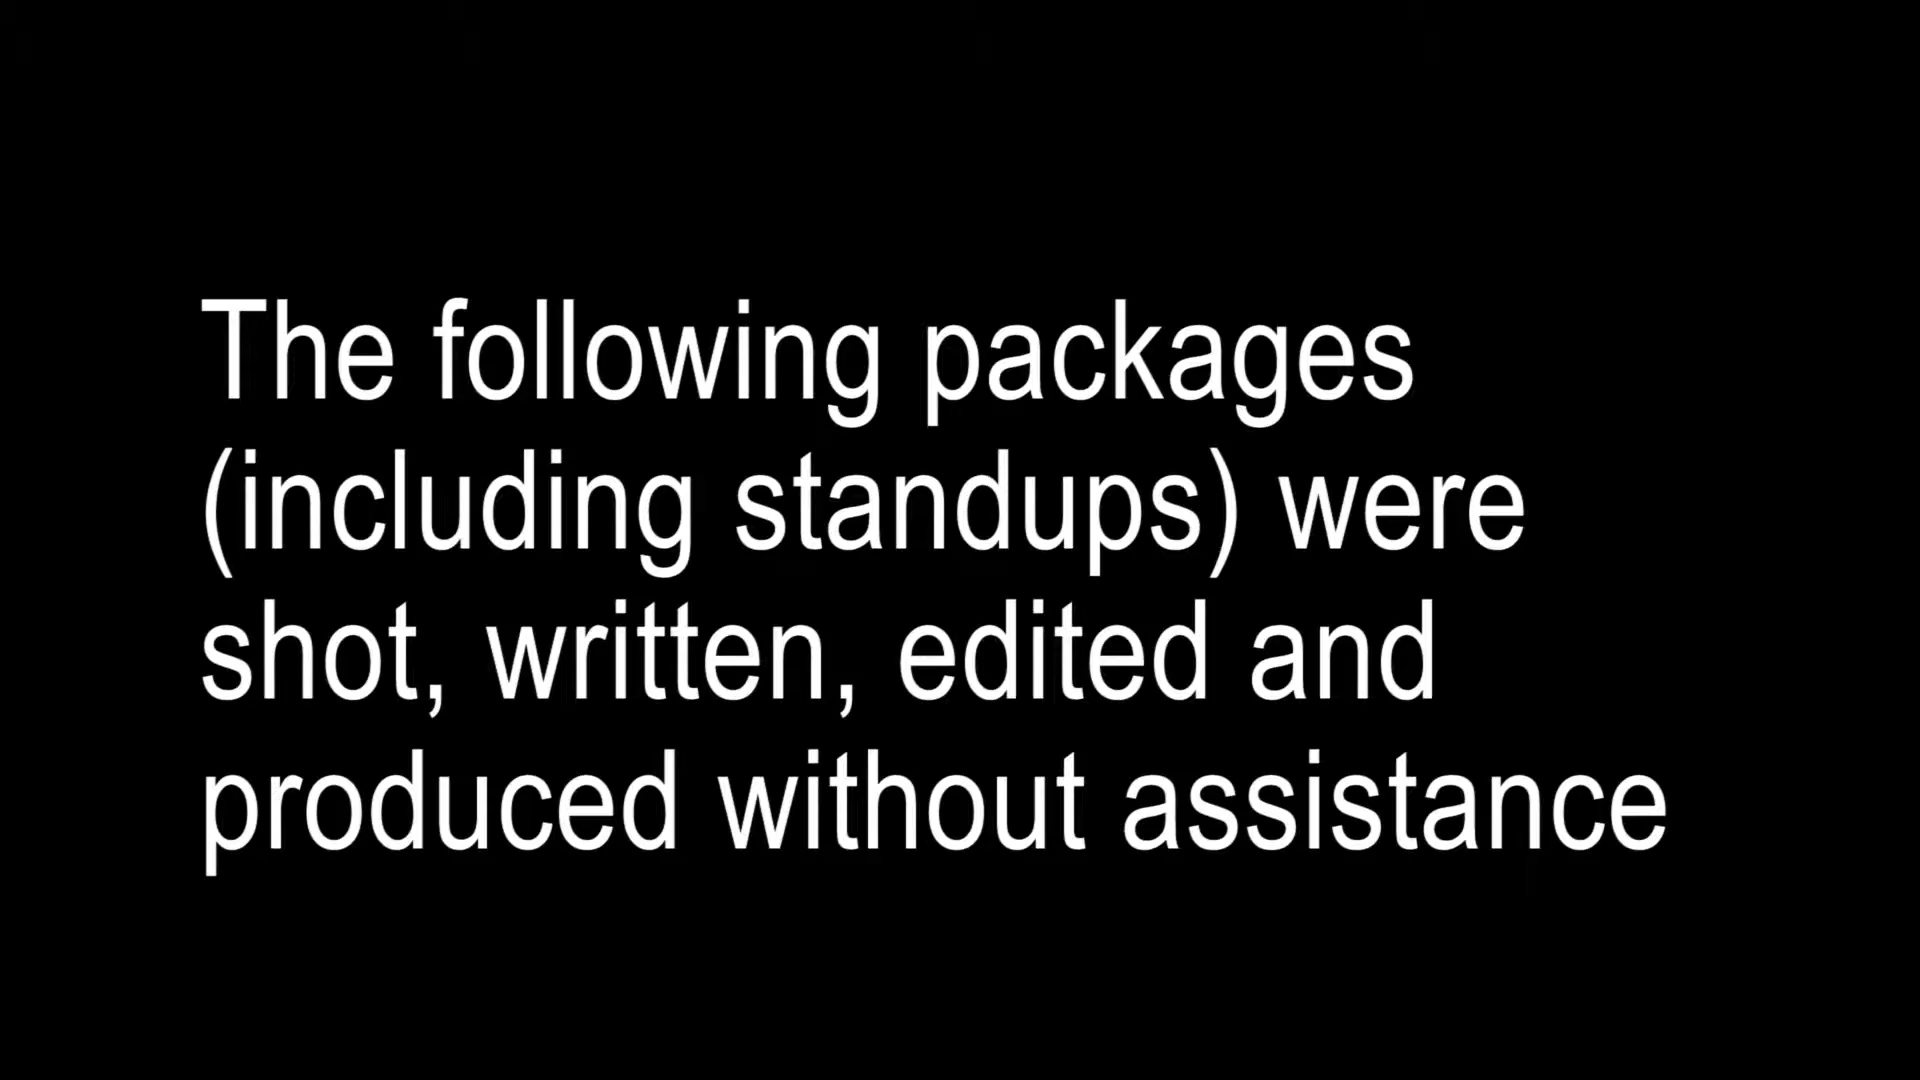 The following packages
(including standups) were
shot, written, edited and
produced without assistance